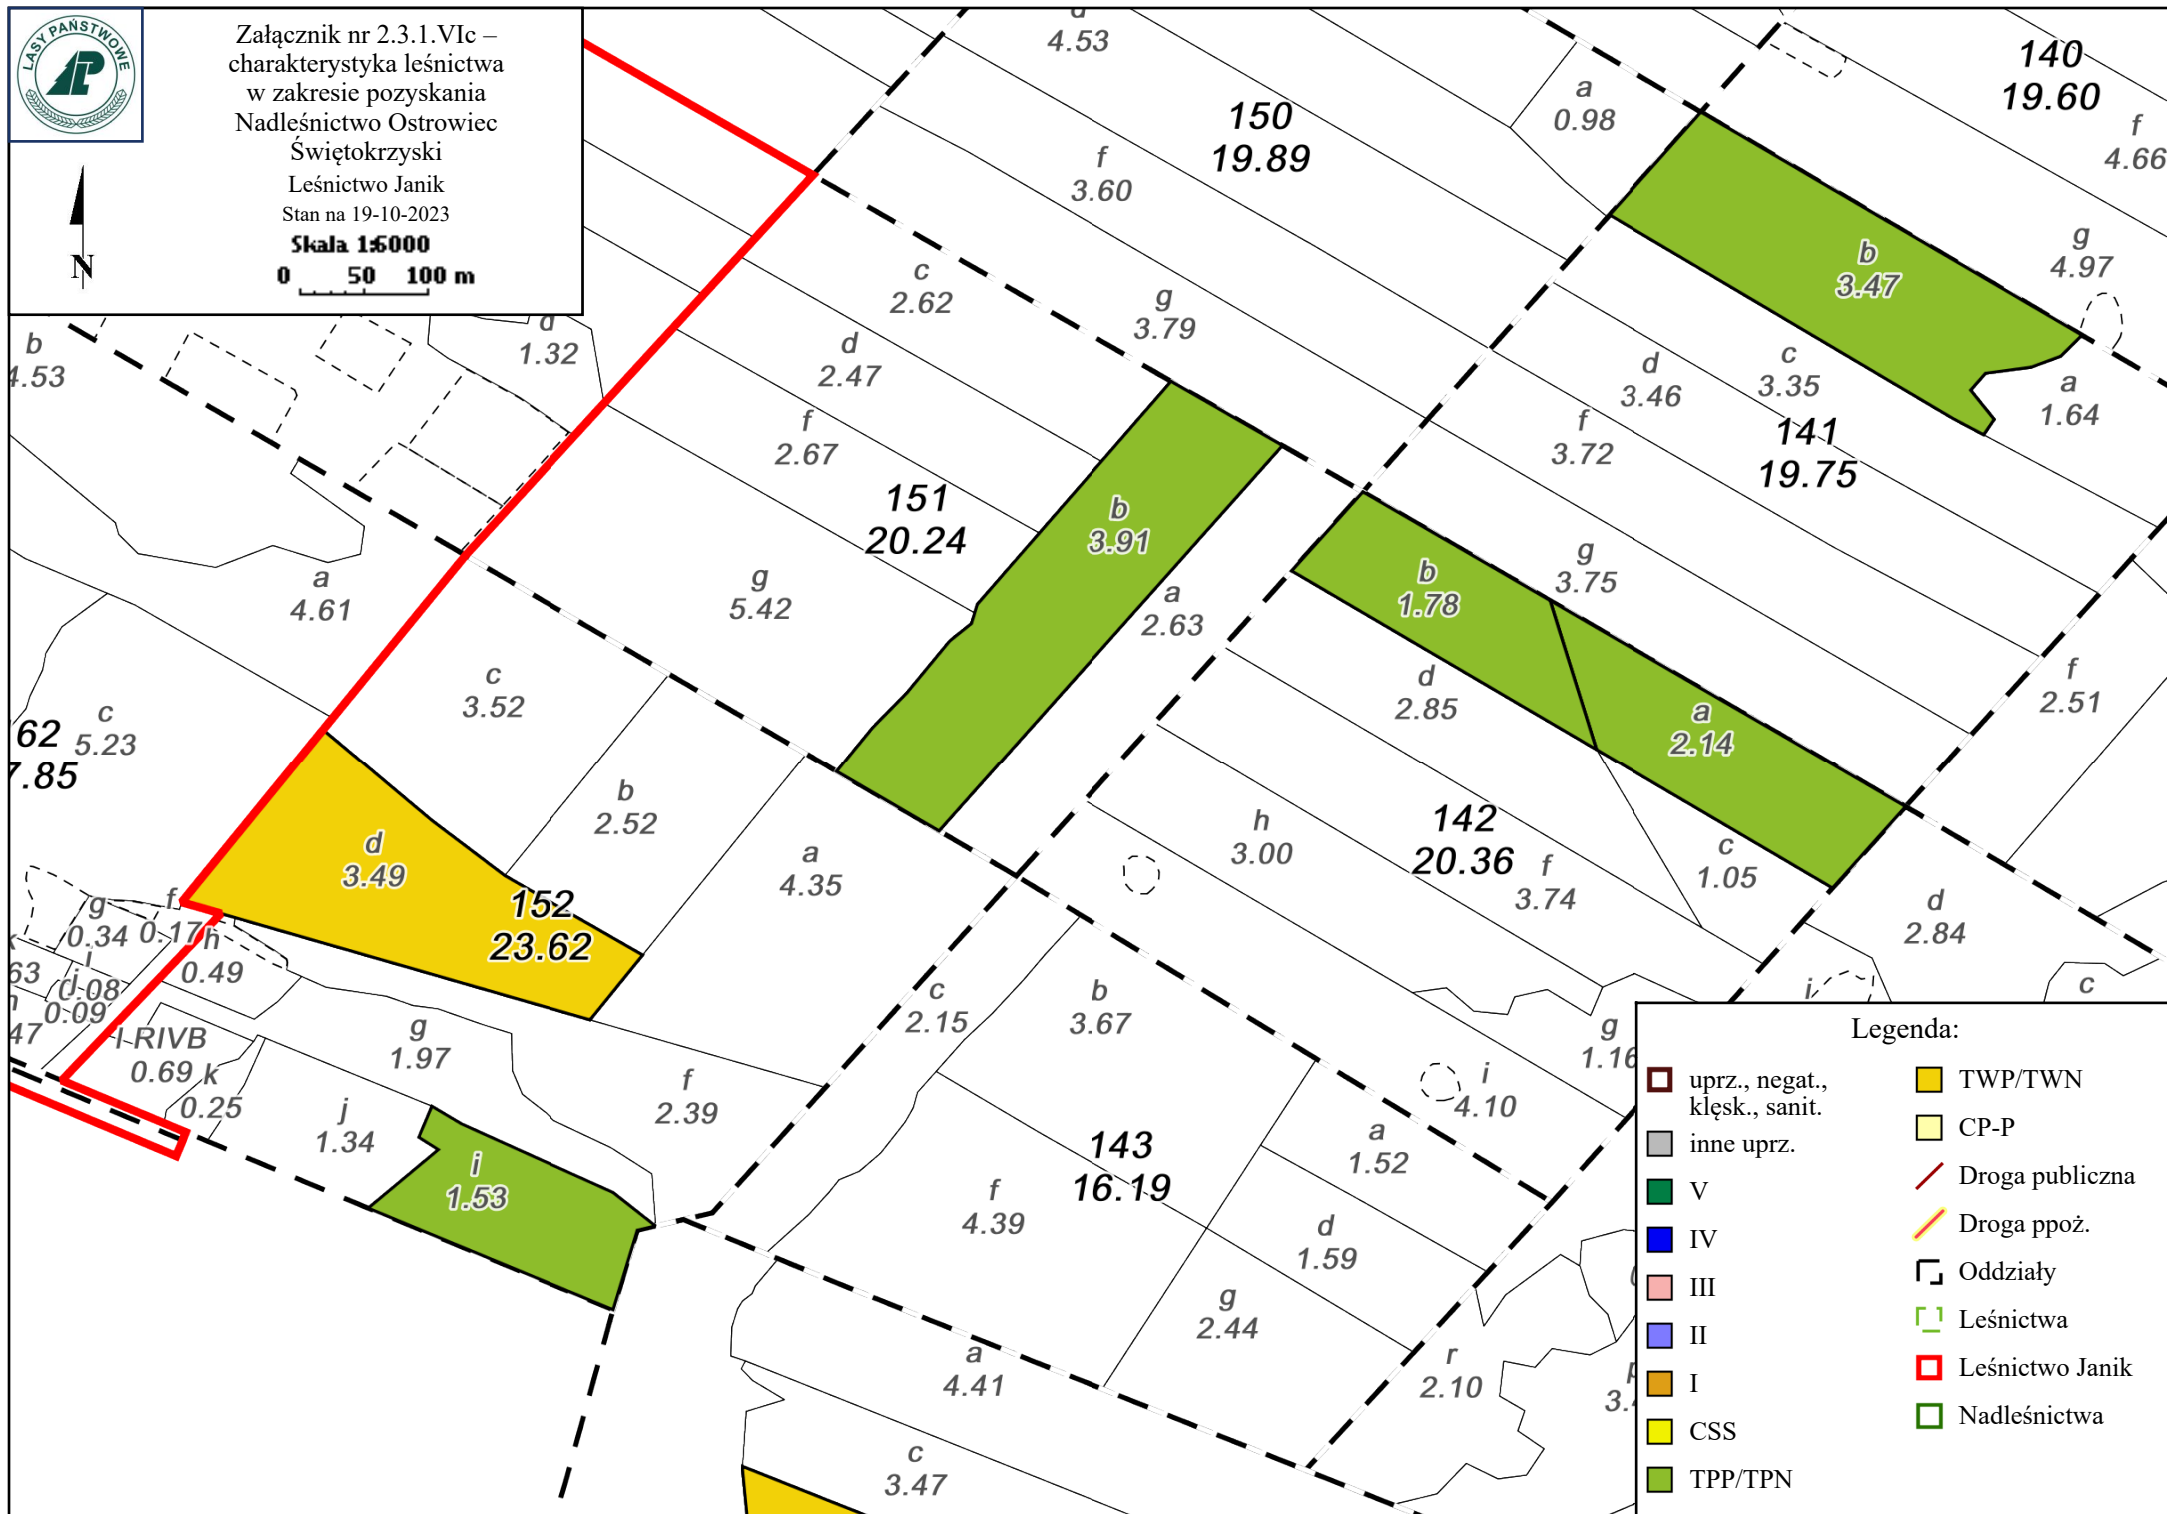 LASY PAŃSTWOWE
Załącznik nr 2.3.1.VIc –
charakterystyka leśnictwa
w zakresie pozyskania
Nadleśnictwo Ostrowiec
Świętokrzyski
Leśnictwo Janik
Stan na 19-10-2023
Skala 1:6000
0 50 100 m
N
d
4.53
150
19.89
a
0.98
140
19.60
f
4.66
f
3.60
g
4.97
b
3.47
c
2.62
g
3.79
b
4.53
d
1.32
d
2.47
d
3.46
c
3.35
a
1.64
f
2.67
f
3.72
141
19.75
151
20.24
b
3.91
a
4.61
g
5.42
a
2.63
b
1.78
g
3.75
c
3.52
d
2.85
a
2.14
f
2.51
62
7.85
c
5.23
b
2.52
d
3.49
a
4.35
h
3.00
142
20.36
f
3.74
c
1.05
d
2.84
152
23.62
g
0.34
f
0.17
h
0.49
k
63
i
0.08
j
0.09
47
I RIVB
0.69
k
0.25
g
1.97
c
2.15
b
3.67
i
c
g
1.16
f
2.39
i
4.10
j
1.34
i
1.53
143
16.19
a
1.52
f
4.39
d
1.59
g
2.44
a
4.41
r
2.10
p
3.
c
3.47
Legenda:
uprz., negat.,
klęsk., sanit.
inne uprz.
V
IV
III
II
I
CSS
TPP/TPN
TWP/TWN
CP-P
Droga publiczna
Droga ppoż.
Oddziały
Leśnictwa
Leśnictwo Janik
Nadleśnictwa